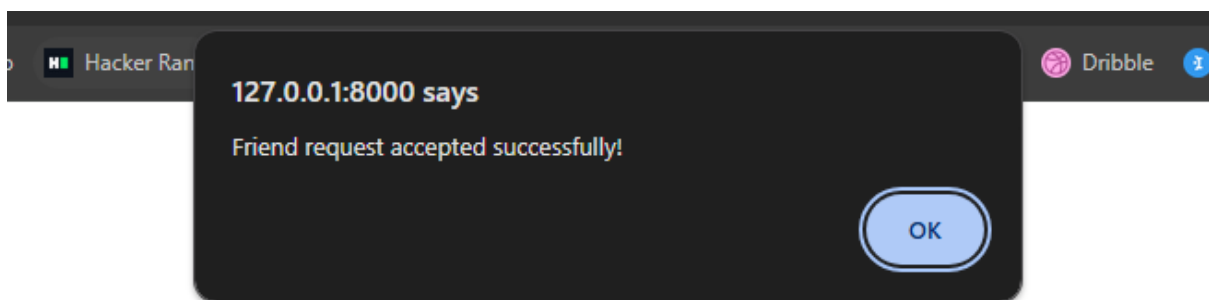 Hacker Ran
Dribble
127.0.0.1:8000 says
Friend request accepted successfully!
OK